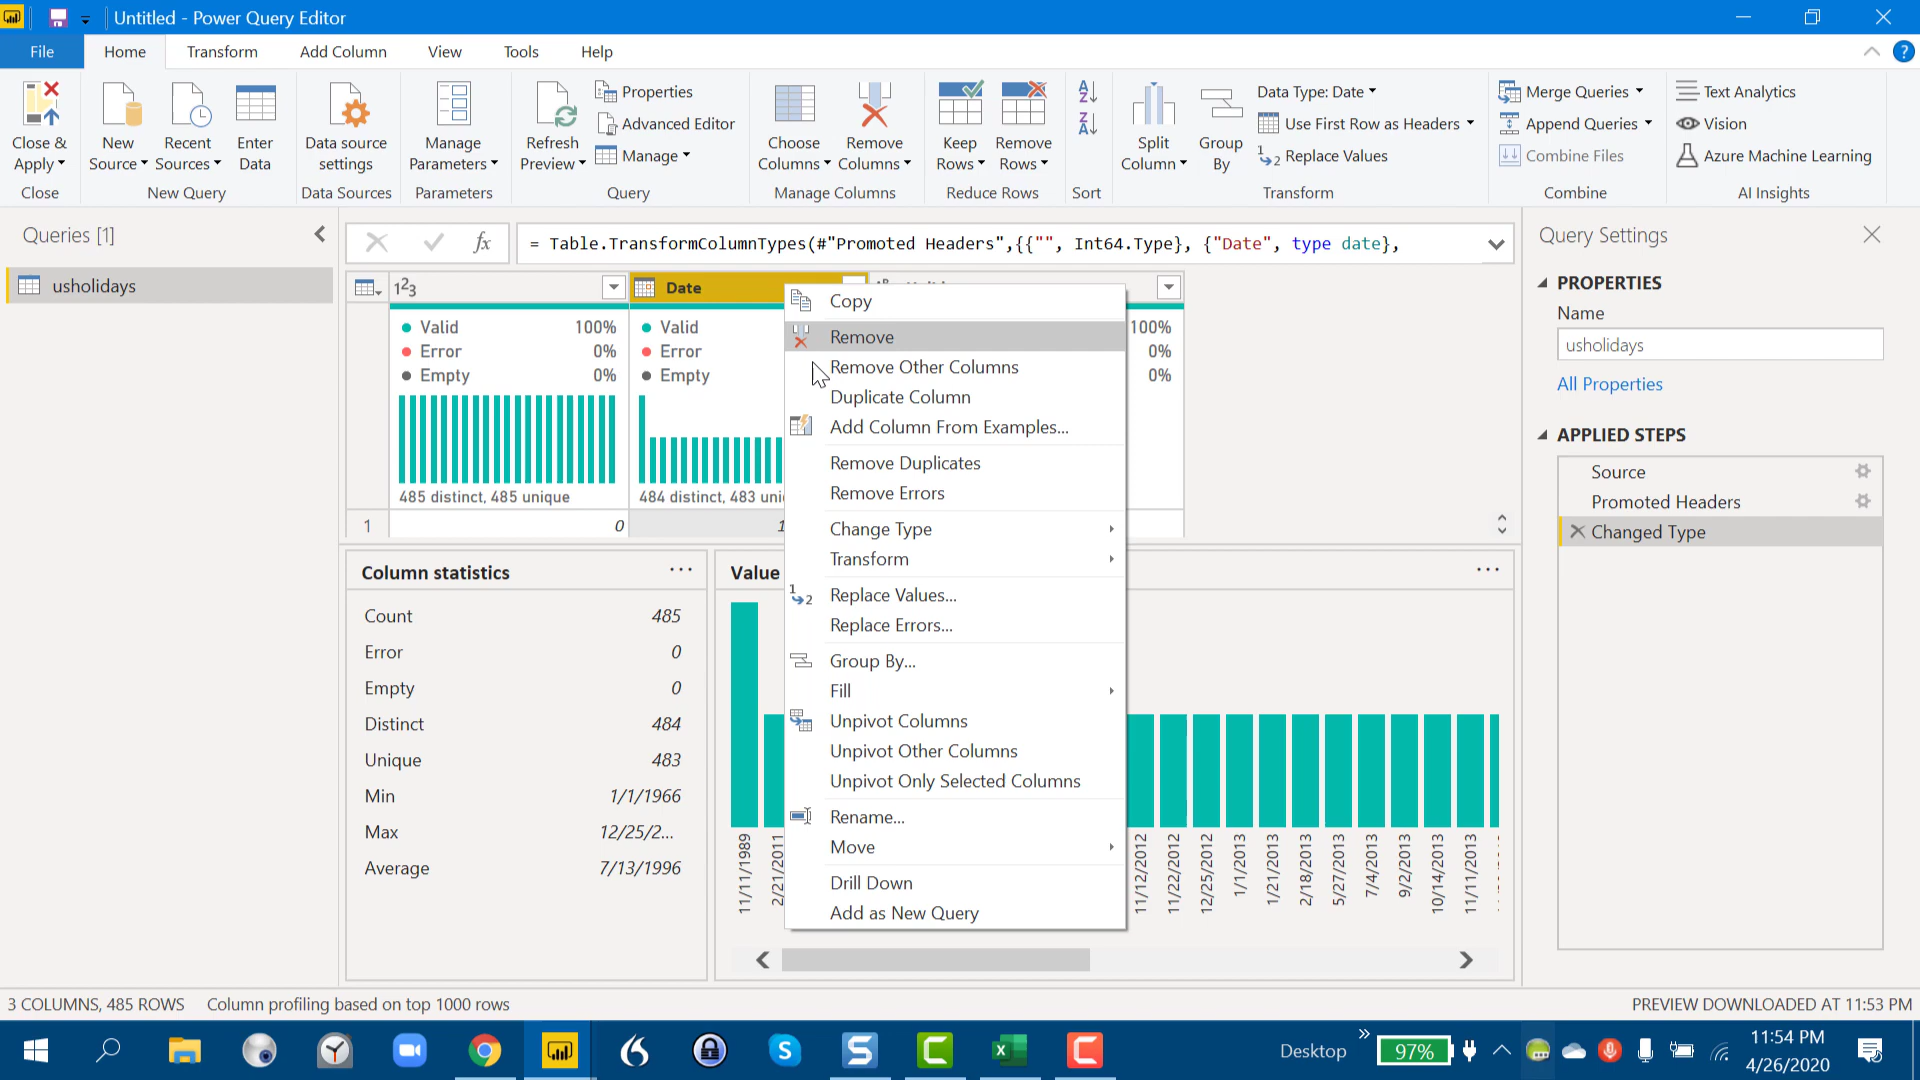 Untitled - Power Query Editor
File Home Transform Add Column View Tools Help
Close & Apply
Close
New Source
Recent Sources
Enter Data
New Query
Data source settings
Data Sources
Manage Parameters
Parameters
Refresh Preview
Properties
Advanced Editor
Manage
Query
Choose Columns
Remove Columns
Manage Columns
Keep Rows
Remove Rows
Reduce Rows
Sort
Split Column
Group By
Data Type: Date
Use First Row as Headers
Replace Values
Transform
Merge Queries
Append Queries
Combine Files
Combine
Text Analytics
Vision
Azure Machine Learning
AI Insights
Queries [1]
usholidays
fx
= Table.TransformColumnTypes(#"Promoted Headers",{{"", Int64.Type}, {"Date", type date},
123
Valid 100%
Error 0%
Empty 0%
485 distinct, 485 unique
Date
Valid
Error
Empty
484 distinct, 483 uni
100%
0%
0%
1 0 1
Copy
Remove
Remove Other Columns
Duplicate Column
Add Column From Examples...
Remove Duplicates
Remove Errors
Change Type
Transform
Replace Values...
Replace Errors...
Group By...
Fill
Unpivot Columns
Unpivot Other Columns
Unpivot Only Selected Columns
Rename...
Move
Drill Down
Add as New Query
Column statistics
Count 485
Error 0
Empty 0
Distinct 484
Unique 483
Min 1/1/1966
Max 12/25/2...
Average 7/13/1996
Value
11/11/1989
2/21/2011
11/12/2012
11/22/2012
12/25/2012
1/1/2013
1/21/2013
2/18/2013
5/27/2013
7/4/2013
9/2/2013
10/14/2013
11/11/2013
Query Settings
PROPERTIES
Name
usholidays
All Properties
APPLIED STEPS
Source
Promoted Headers
Changed Type
3 COLUMNS, 485 ROWS Column profiling based on top 1000 rows
PREVIEW DOWNLOADED AT 11:53 PM
Desktop
97%
11:54 PM
4/26/2020